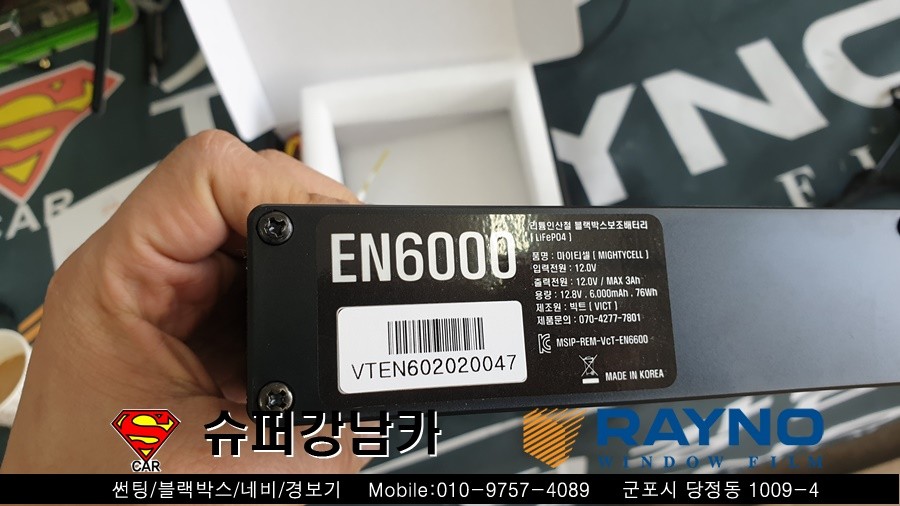 YNO
FI
CAR
EN6000
리튬인산철 블랙박스보조배터리
[ LiFePO4 ]
품명 : 마이티셀 [ MIGHTYCELL ]
입력전원 : 12.0V
출력전원 : 12.0V / MAX 3Ah
용량 : 12.8V . 6.000mAh . 76Wh
제조원 : 빅트 [ VICT ]
제품문의 : 070-4277-7801
MSIP-REM-VcT-EN6600
MADE IN KOREA
VTEN602020047
S
CAR
슈퍼강남카
RAYNO
WINDOW FILM
썬팅/블랙박스/네비/경보기 Mobile:010-9757-4089 군포시 당정동 1009-4